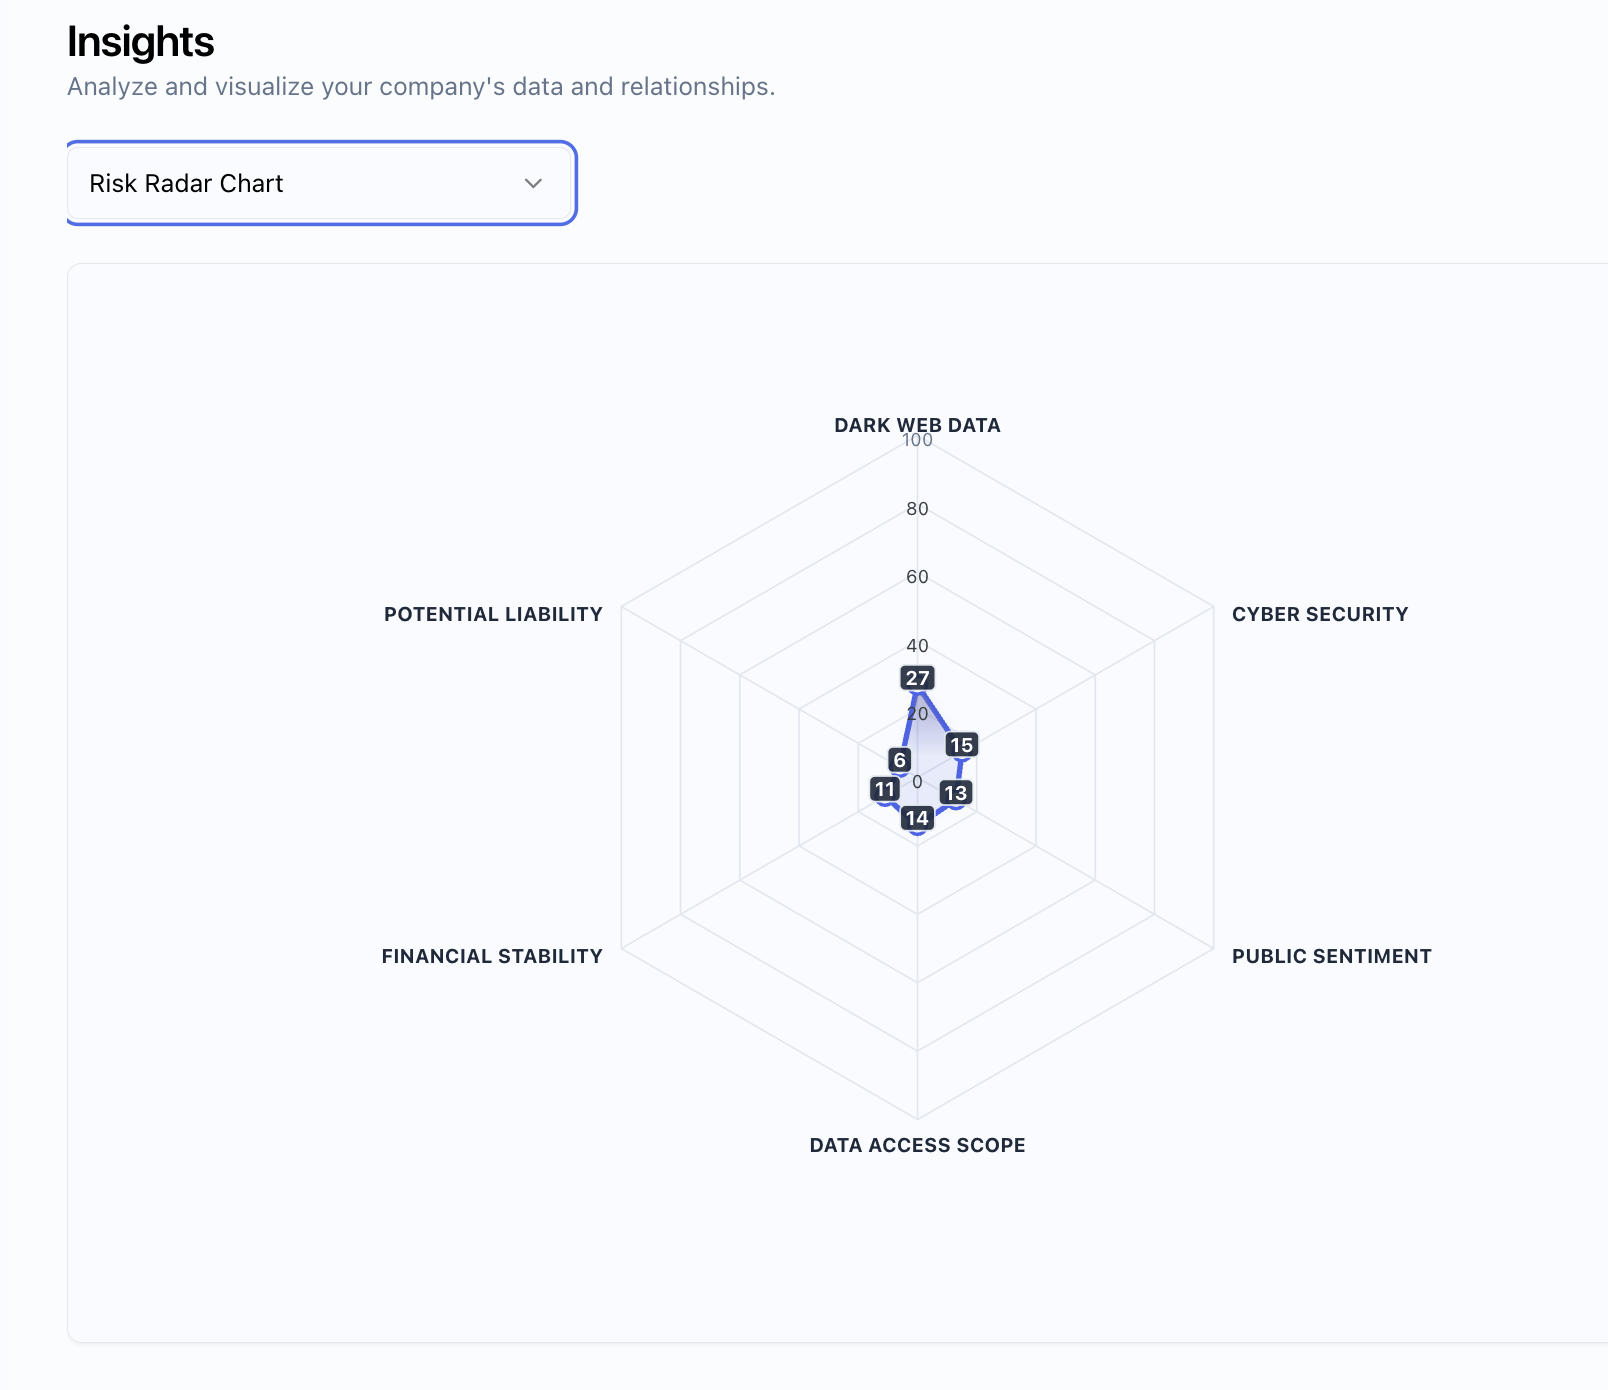 Insights
Analyze and visualize your company's data and relationships.
Risk Radar Chart
DARK WEB DATA
100
80
60
POTENTIAL LIABILITY
CYBER SECURITY
40
27
20
15
6
0
11
13
14
FINANCIAL STABILITY
PUBLIC SENTIMENT
DATA ACCESS SCOPE